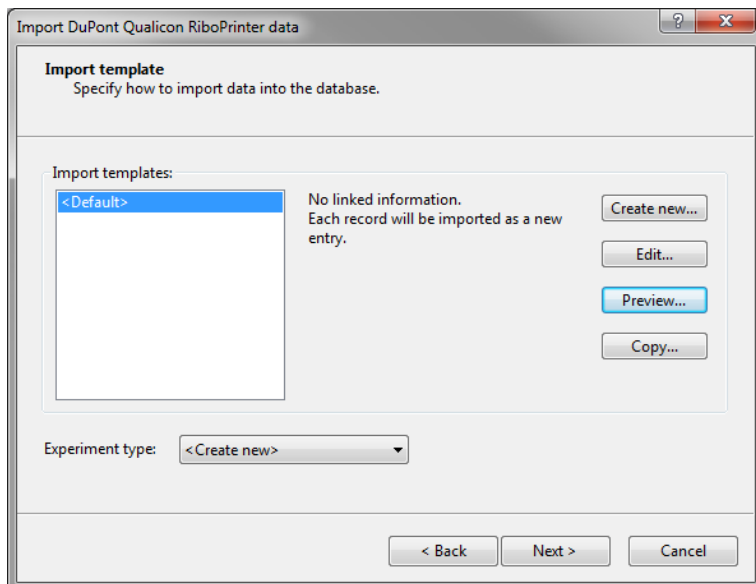 Import DuPont Qualicon RiboPrinter data
?
Import template
Specify how to import data into the database.
Import templates:
<Default>
No linked information.
Each record will be imported as a new
entry.
Create new...
Edit...
Preview...
Copy...
Experiment type:
<Create new>
< Back
Next >
Cancel